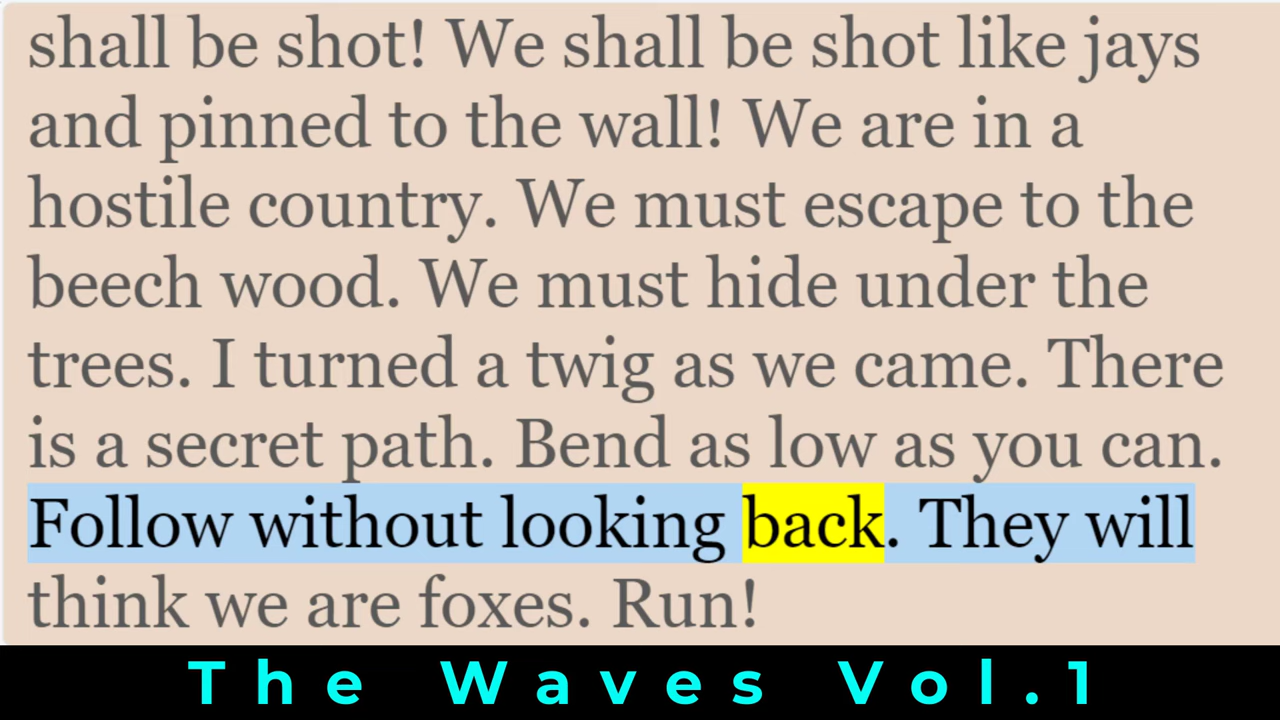 shall be shot! We shall be shot like jays
and pinned to the wall! We are in a
hostile country. We must escape to the
beech wood. We must hide under the
trees. I turned a twig as we came. There
is a secret path. Bend as low as you can.
Follow without looking back. They will
think we are foxes. Run!
The Waves Vol.1